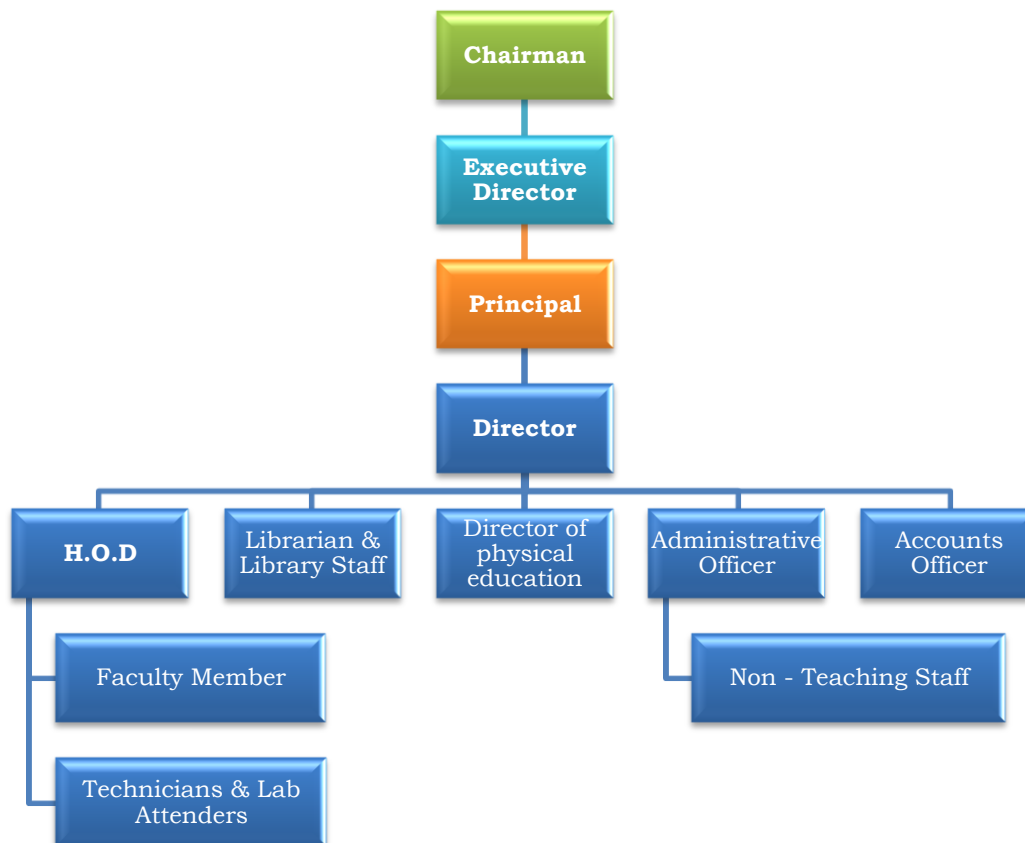 Chairman
Executive
Director
Principal
Director
H.O.D
Librarian &
Library Staff
Director of
physical
education
Administrative
Officer
Accounts
Officer
Faculty Member
Non - Teaching Staff
Technicians & Lab
Attenders